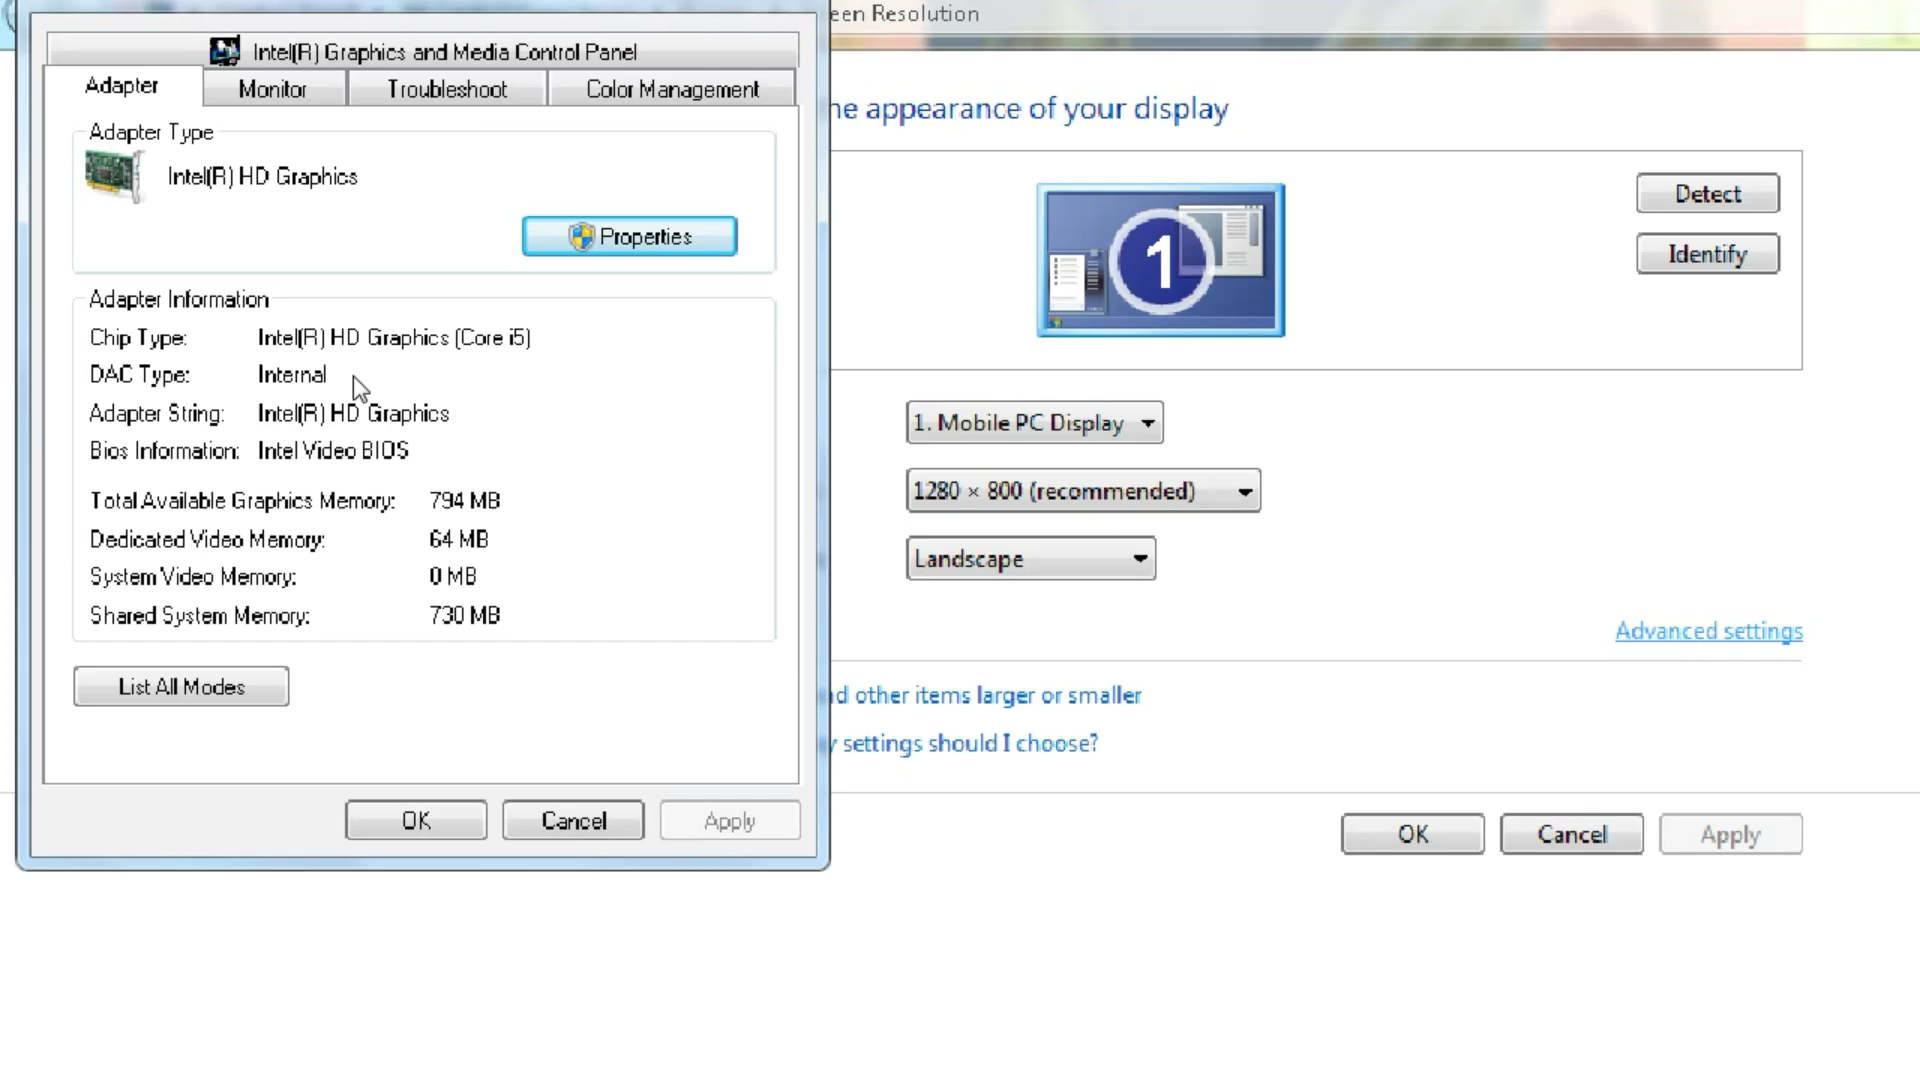 Intel(R) Graphics and Media Control Panel
Adapter
Monitor
Troubleshoot
Color Management
Adapter Type
Intel(R) HD Graphics
Properties
Adapter Information
Chip Type: Intel(R) HD Graphics (Core i5)
DAC Type: Internal
Adapter String: Intel(R) HD Graphics
Bios Information: Intel Video BIOS
Total Available Graphics Memory: 794 MB
Dedicated Video Memory: 64 MB
System Video Memory: 0 MB
Shared System Memory: 730 MB
List All Modes
OK
Cancel
Apply
Resolution
appearance of your display
1
Detect
Identify
1. Mobile PC Display
1280 × 800 (recommended)
Landscape
Advanced settings
other items larger or smaller
settings should I choose?
OK
Cancel
Apply